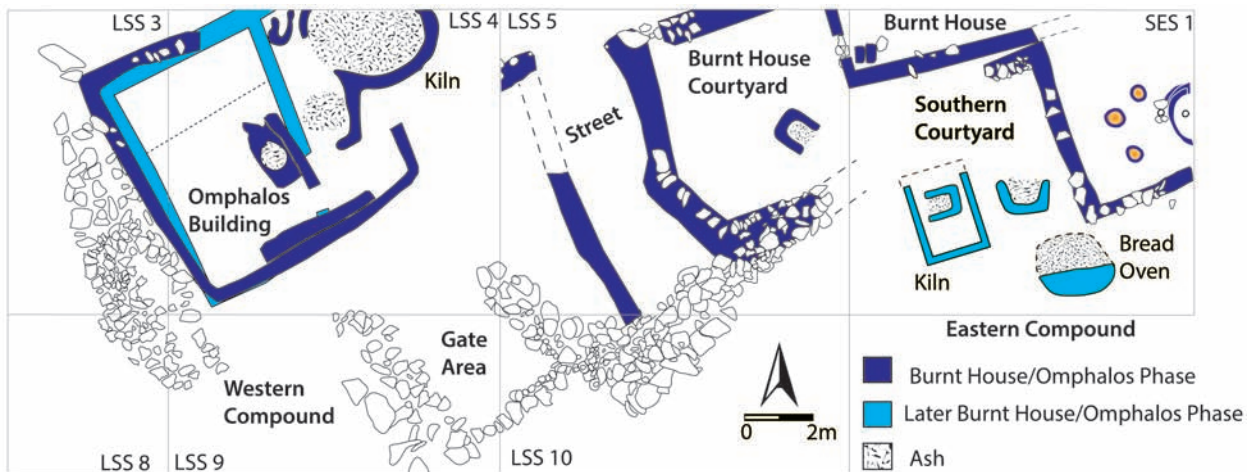 LSS 3
LSS 4
LSS 5
Burnt House
SES 1
Kiln
Burnt House
Courtyard
Street
Southern
Courtyard
Omphalos
Building
Kiln
Bread
Oven
Gate
Area
Western
Compound
Eastern Compound
Burnt House/Omphalos Phase
Later Burnt House/Omphalos Phase
Ash
0 2m
LSS 8
LSS 9
LSS 10